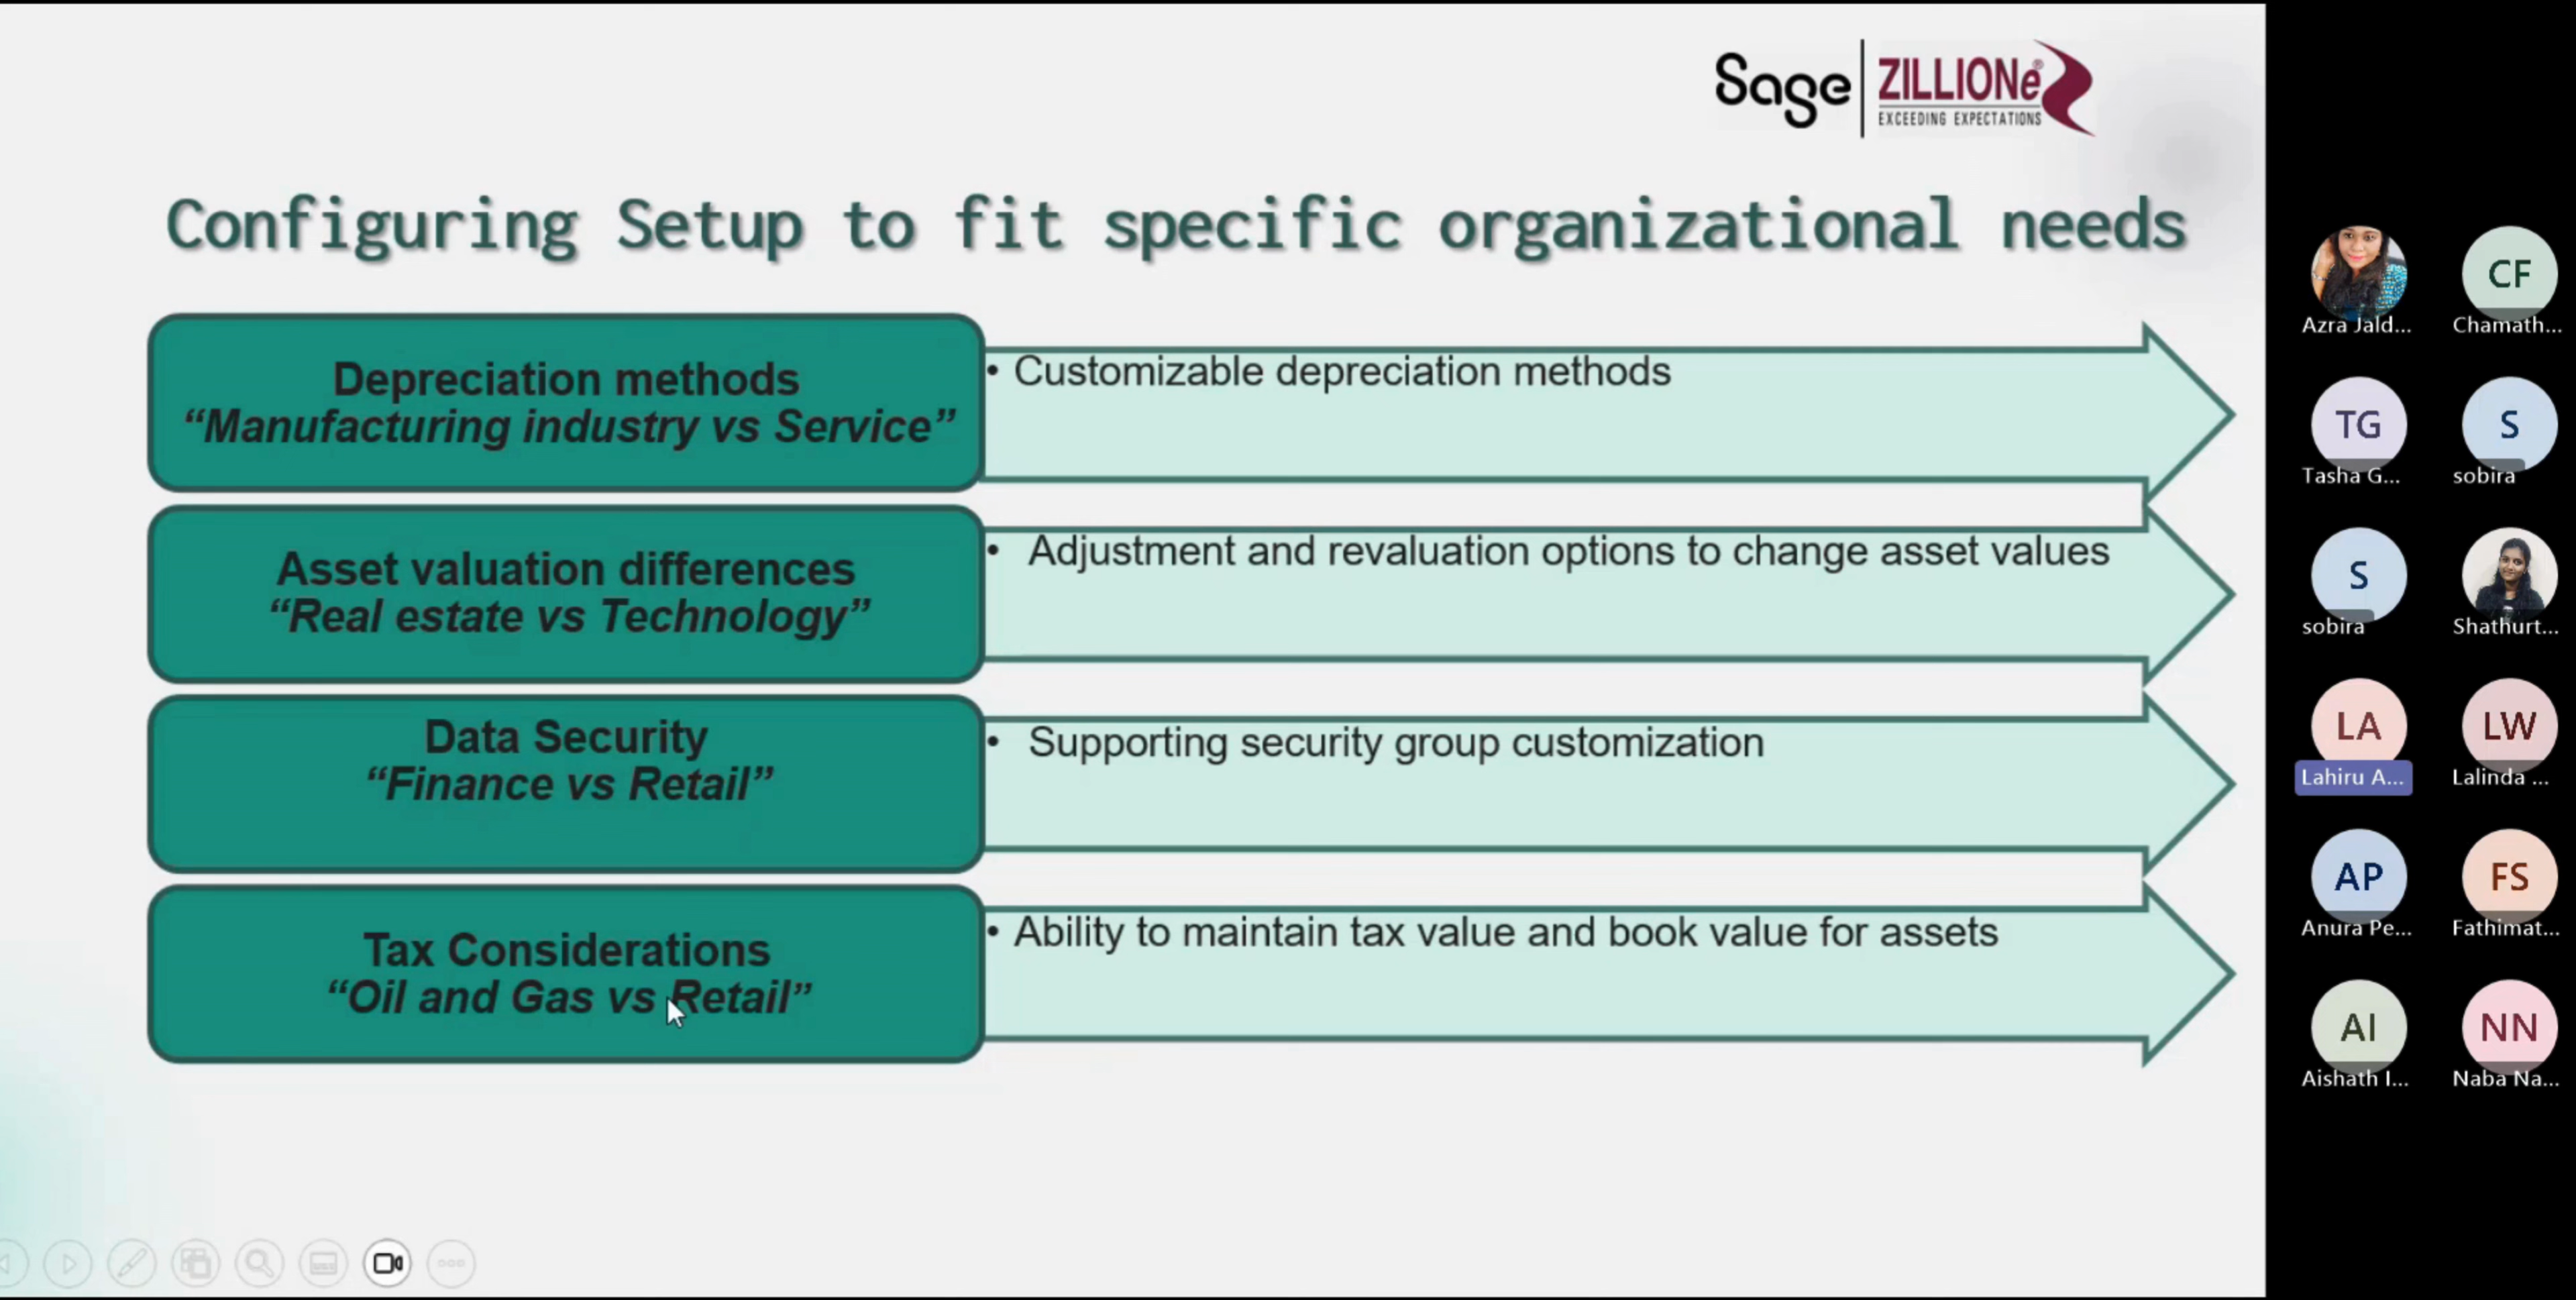 Sage
ZILLIONe®
EXCEEDING EXPECTATIONS
Configuring Setup to fit specific organizational needs
Depreciation methods
“Manufacturing industry vs Service”
• Customizable depreciation methods
Asset valuation differences
“Real estate vs Technology”
• Adjustment and revaluation options to change asset values
Data Security
“Finance vs Retail”
• Supporting security group customization
Tax Considerations
“Oil and Gas vs Retail”
• Ability to maintain tax value and book value for assets
Azra Jald...
CF
Chamath...
TG
Tasha G...
S
sobira
S
sobira
Shathurt...
LA
Lahiru A...
LW
Lalinda ...
AP
Anura Pe...
FS
Fathimat...
AI
Aishath I...
NN
Naba Na...